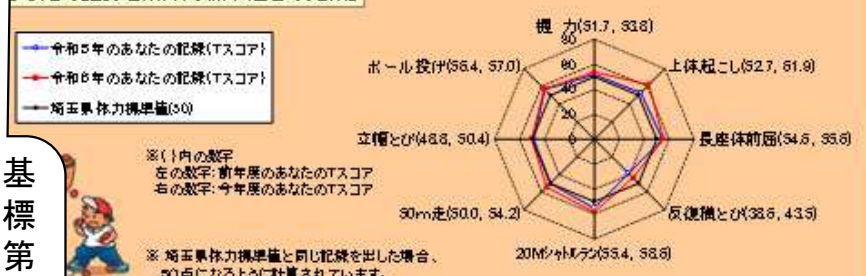 令和5年のあなたの記録(Tスコア)
令和6年のあなたの記録(Tスコア)
埼玉県体力標準値(50)
握 力(51.7, 53.8)
上体起こし(52.7, 61.9)
長座体前屈(54.6, 55.6)
反復横とび(38.6, 43.5)
20Mシャトルラン(55.4, 58.6)
50m走(50.0, 54.2)
立幅とび(48.8, 50.4)
ボール投げ(56.4, 57.0)
80
60
40
20
0
※( )内の数字
左の数字:前年度のあなたのTスコア
右の数字:今年度のあなたのTスコア
※ 埼玉県体力標準値と同じ記録を出した場合、
50点になるように計算されています。
基
標
第